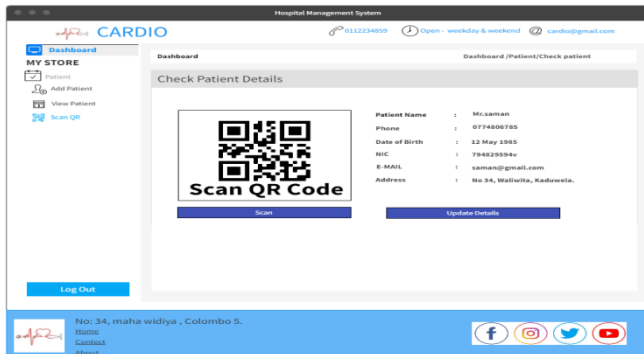 Hospital Management System
CARDIO
0112234859
Open - weekday & weekend
cardio@gmail.com
Dashboard
MY STORE
Patient
Add Patient
View Patient
Scan QR
Log Out
Dashboard
Dashboard /Patient/Check patient
Check Patient Details
Scan QR Code
Scan
Patient Name : Mr.saman
Phone : 0774806785
Date of Birth : 12 May 1985
NIC : 794829594v
E-MAIL : saman@gmail.com
Address : No 34, Waliwita, Kaduwela.
Update Details
No: 34, maha widiya , Colombo 5.
Home
Contact
About